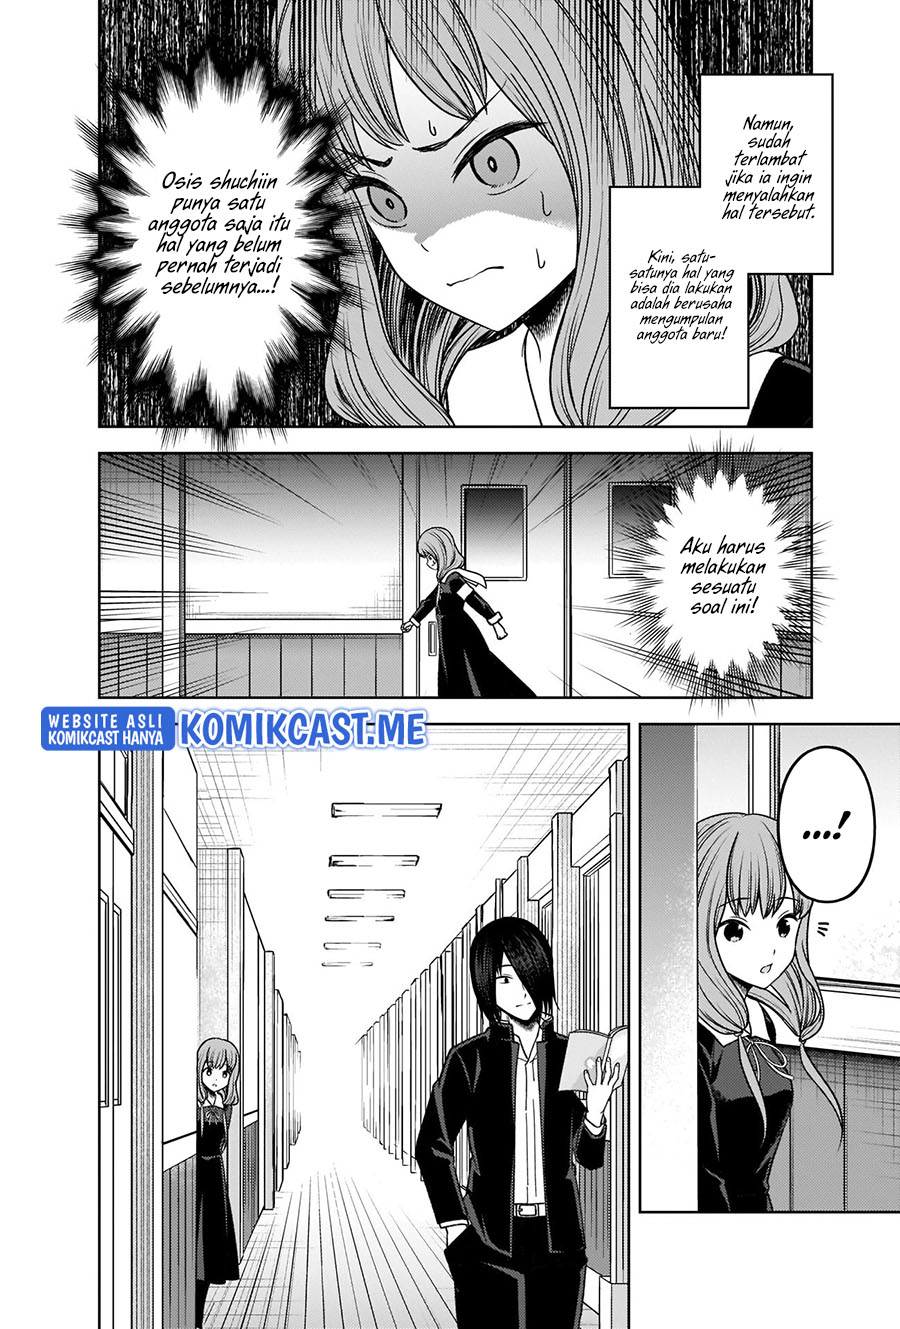 Namun,
sudah
terlambat
jika ia ingin
menyalahkan
hal tersebut.
Kini, satu-
satunya hal yang
bisa dia lakukan
adalah berusaha
mengumpulan
anggota baru!
Osis shuchiin
punya satu
anggota saja itu
hal yang belum
pernah terjadi
sebelumnya...!
Aku harus
melakukan
sesuatu
soal ini!
WEBSITE ASLI
KOMIKCAST HANYA
KOMIKCAST.ME
....!